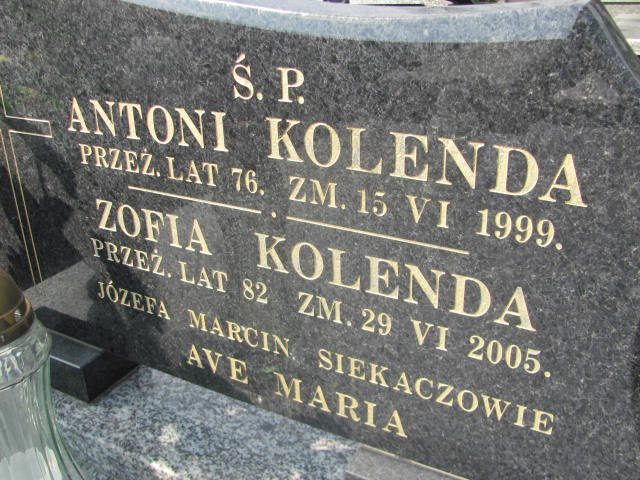 Ś. P.
ANTONI KOLENDA
PRZEŻ. LAT 76. ZM. 15 VI 1999.
ZOFIA KOLENDA
PRZEŻ. LAT 82 ZM. 29 VI 2005.
JÓZEFA MARCIN SIEKACZOWIE
AVE MARIA